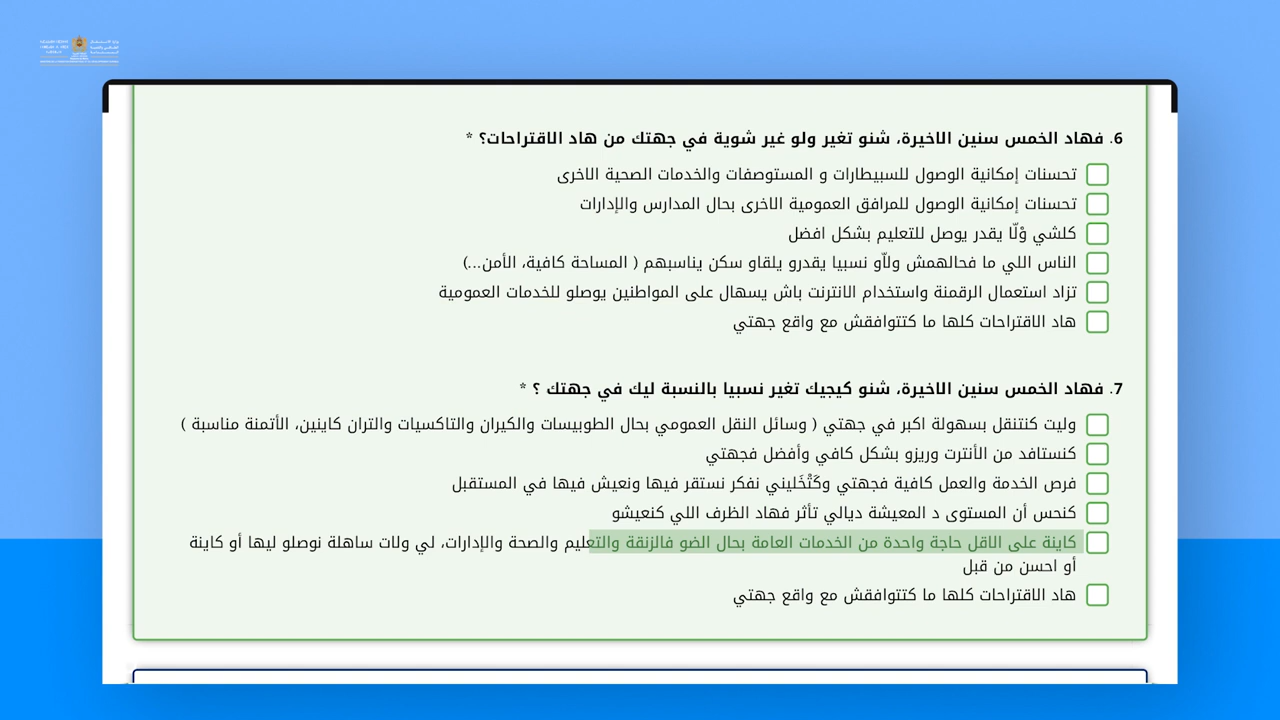 6. فهاد الخمس سنين الاخيرة، شنو تغير ولو غير شوية في جهتك من هاد الاقتراحات؟ *
تحسنات إمكانية الوصول للسبيطارات و المستوصفات والخدمات الصحية الاخرى
تحسنات إمكانية الوصول للمرافق العمومية الاخرى بحال المدارس والإدارات
كلشي وْلّا يقدر يوصل للتعليم بشكل افضل
الناس اللي ما فحالهمش ولاّو نسبيا يقدرو يلقاو سكن يناسبهم ( المساحة كافية، الأمن...)
تزاد استعمال الرقمنة واستخدام الانترنت باش يسهال على المواطنين يوصلو للخدمات العمومية
هاد الاقتراحات كلها ما كتتوافقش مع واقع جهتي
7. فهاد الخمس سنين الاخيرة، شنو كيجيك تغير نسبيا بالنسبة ليك في جهتك ؟ *
وليت كنتنقل بسهولة اكبر في جهتي ( وسائل النقل العمومي بحال الطوبيسات والكيران والتاكسيات والتران كاينين، الأتمنة مناسبة )
كنستافد من الأنترت وريزو بشكل كافي وأفضل فجهتي
فرص الخدمة والعمل كافية فجهتي وكَتْخَليني نفكر نستقر فيها ونعيش فيها في المستقبل
كنحس أن المستوى د المعيشة ديالي تأثر فهاد الظرف اللي كنعيشو
كاينة على الاقل حاجة واحدة من الخدمات العامة بحال الضو فالزنقة والتعليم والصحة والإدارات، لي ولات ساهلة نوصلو ليها أو كاينة
أو احسن من قبل
هاد الاقتراحات كلها ما كتتوافقش مع واقع جهتي